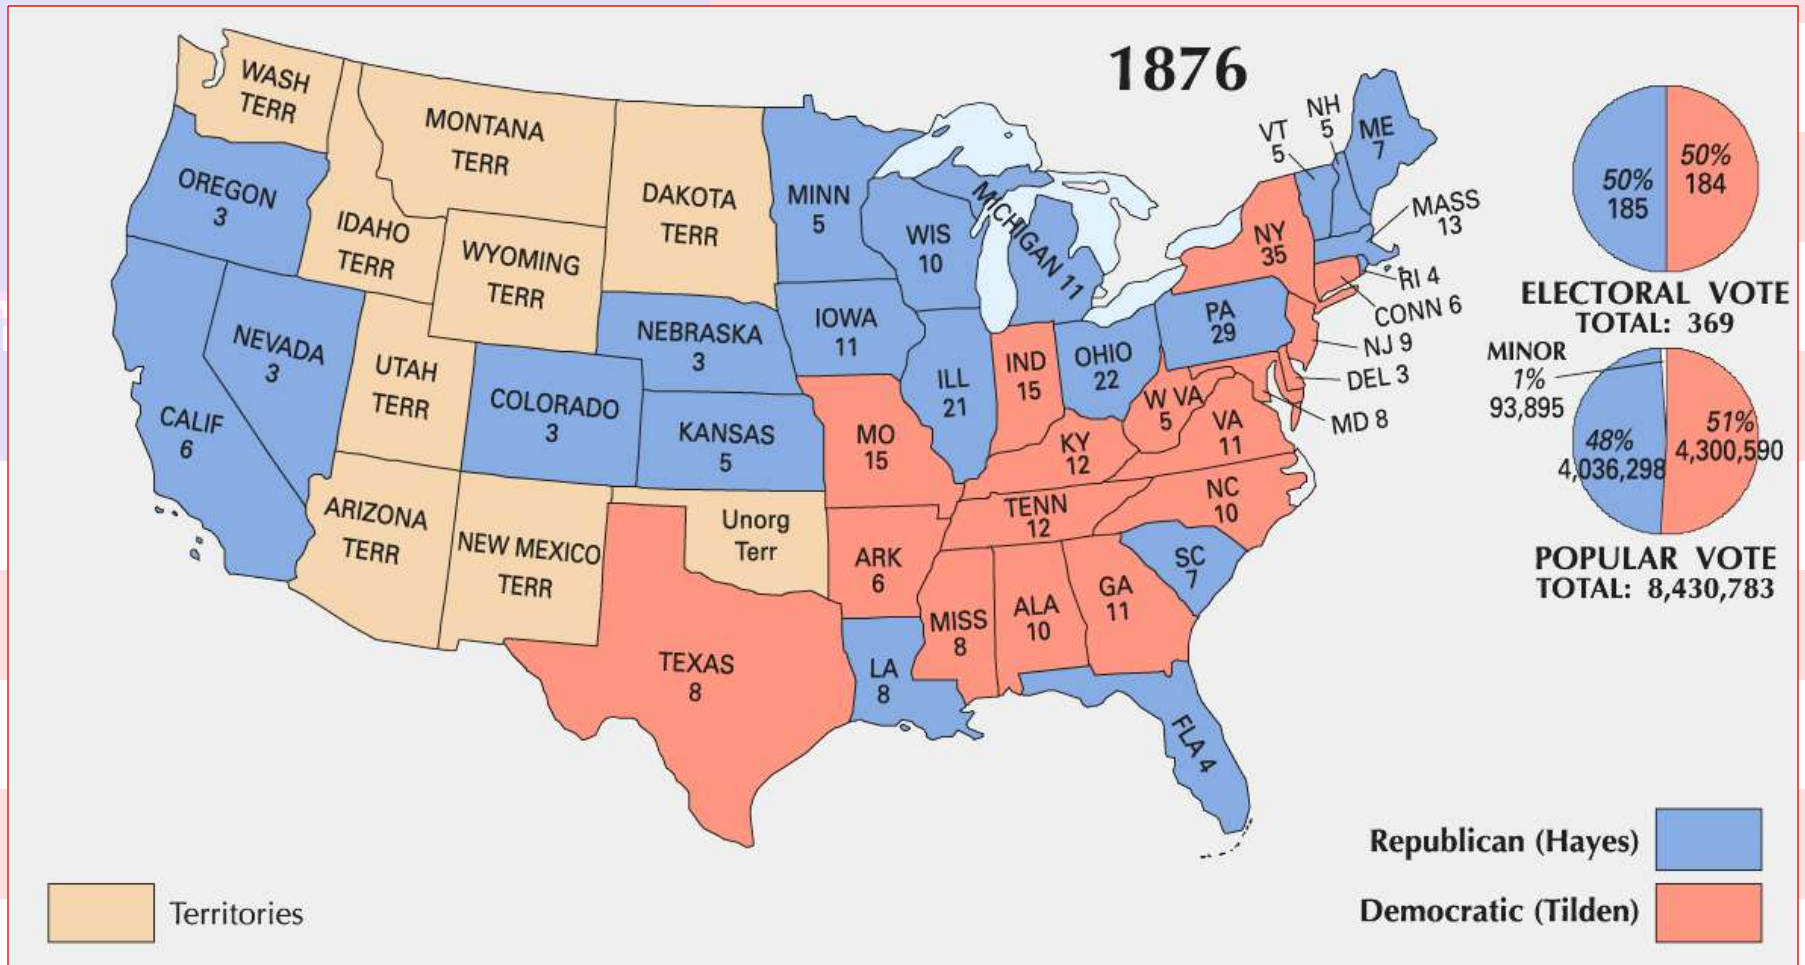 1876
WASH
TERR
MONTANA
TERR
OREGON
3
IDAHO
TERR
WYOMING
TERR
DAKOTA
TERR
MINN
5
WIS
10
MICHIGAN 11
VT
5
NH
5
ME
7
MASS
13
NY
35
RI 4
CONN 6
NJ 9
DEL 3
MD 8
PA
29
NEVADA
3
CALIF
6
UTAH
TERR
COLORADO
3
NEBRASKA
3
KANSAS
5
IOWA
11
ILL
21
IND
15
OHIO
22
W VA
5
VA
11
MO
15
KY
12
TENN
12
NC
10
SC
7
ARIZONA
TERR
NEW MEXICO
TERR
Unorg
Terr
ARK
6
MISS
8
ALA
10
GA
11
TEXAS
8
LA
8
FLA 4
50%
185
50%
184
ELECTORAL VOTE
TOTAL: 369
MINOR
1%
93,895
48%
4,036,298
51%
4,300,590
POPULAR VOTE
TOTAL: 8,430,783
Republican (Hayes)
Democratic (Tilden)
Territories